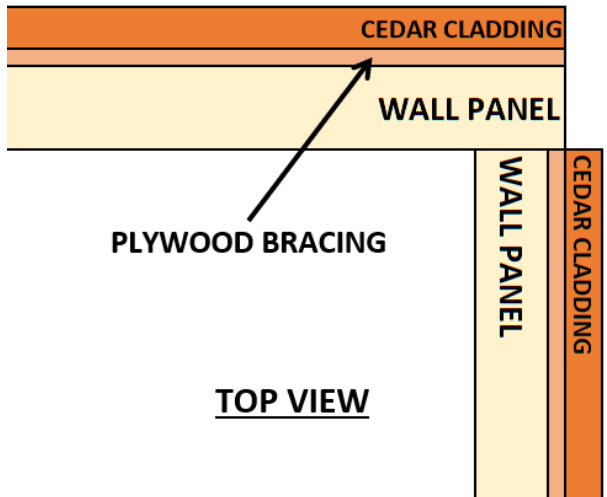 CEDAR CLADDING
WALL PANEL
PLYWOOD BRACING
WALL PANEL
CEDAR CLADDING
TOP VIEW